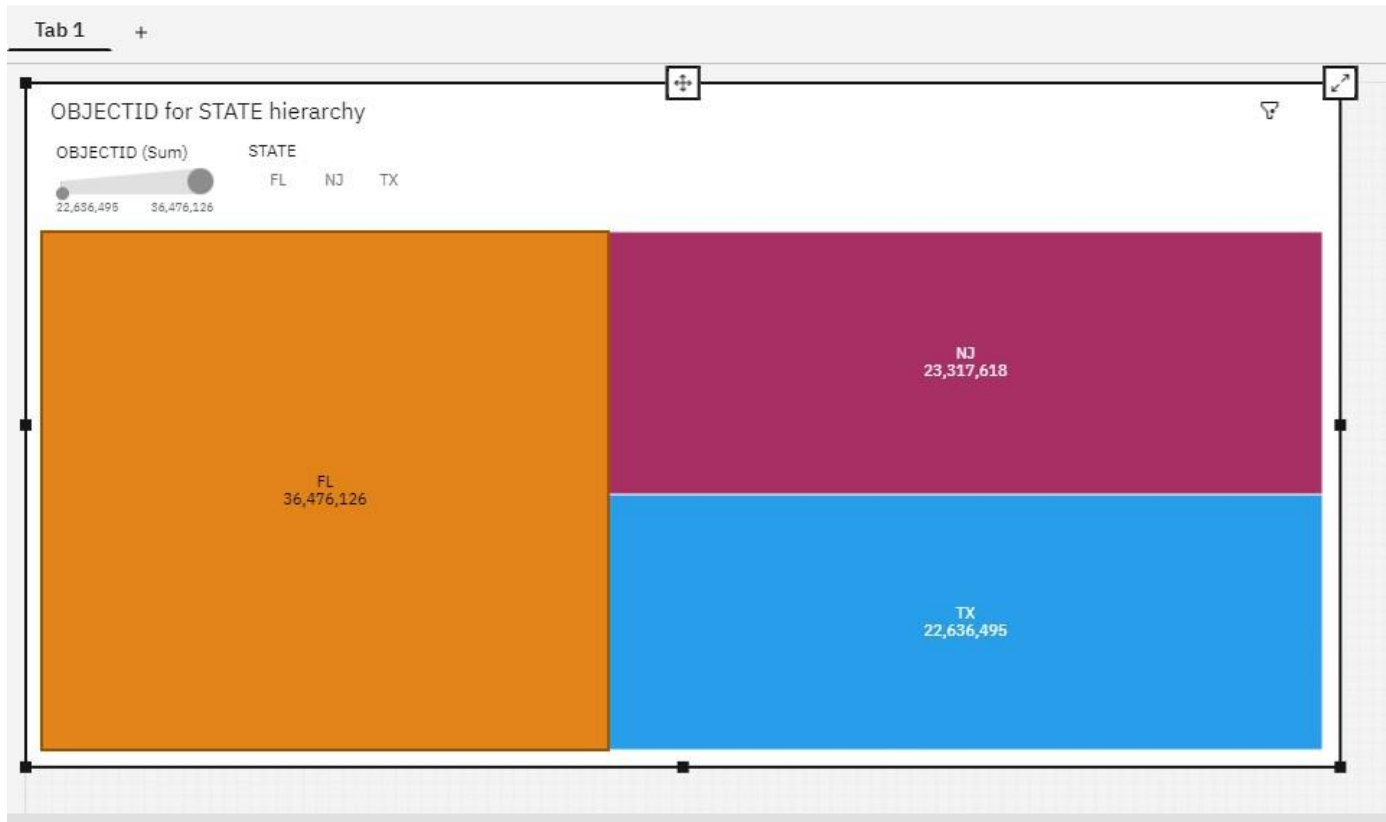 Tab 1 +
OBJECTID for STATE hierarchy
OBJECTID (Sum) STATE
FL NJ TX
22,636,495 36,476,126
NJ
23,317,618
FL
36,476,126
TX
22,636,495